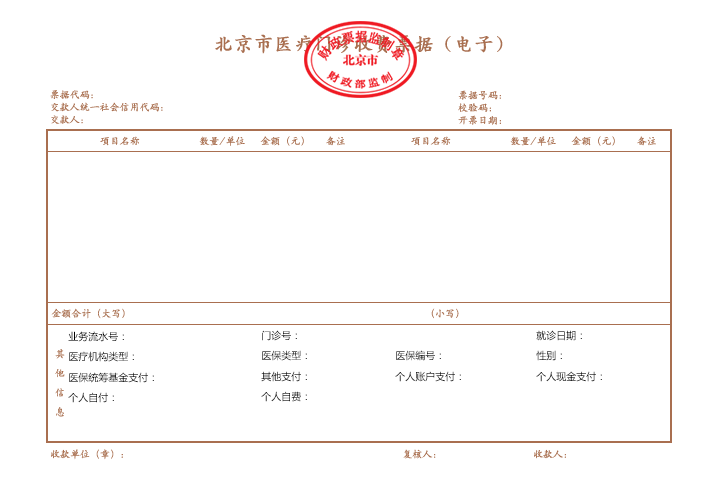 北京市医疗门诊收费票据（电子）
财政票据监制章
北京市
财政部监制
票据代码： 票据号码：
交款人统一社会信用代码： 校验码：
交款人： 开票日期：
项目名称 数量/单位 金额（元） 备注 项目名称 数量/单位 金额（元） 备注
金额合计（大写） （小写）
其他信息
业务流水号： 门诊号： 就诊日期：
医疗机构类型： 医保类型： 医保编号： 性别：
医保统筹基金支付： 其他支付： 个人账户支付： 个人现金支付：
个人自付： 个人自费：
收款单位（章）： 复核人： 收款人：